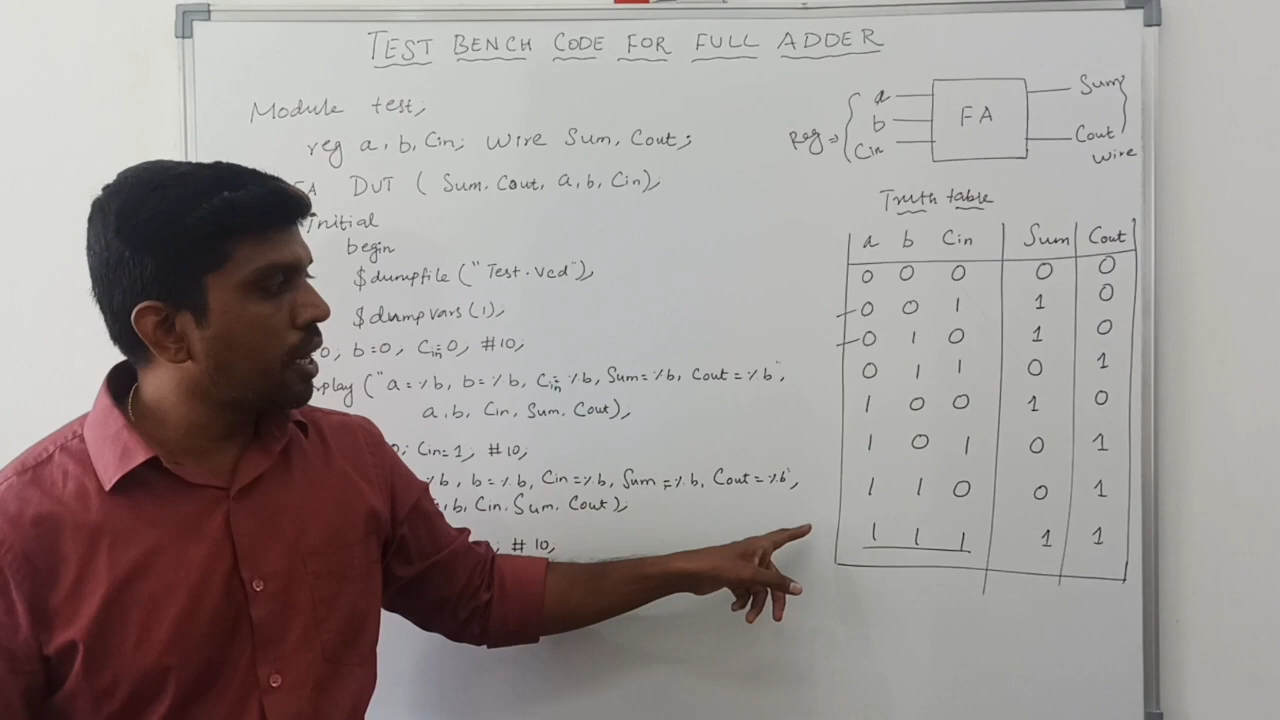 TEST BENCH CODE FOR FULL ADDER
Module test;
reg a, b, Cin; Wire Sum, Cout;
FA DUT ( Sum, Cout, a, b, Cin);
Initial
begin
$dumpfile ("Test.vcd");
$dumpvars (1);
0; b=0, Cin=0, #10;
play ("a=%b, b=%b, Cin=%b, Sum=%b, Cout=%b",
a, b, Cin, Sum, Cout);
0; Cin=1; #10;
%b, b=%b, Cin=%b, Sum=%b, Cout=%b",
b, Cin, Sum, Cout);
; #10;
a
b
Cin
Reg ⇒
FA
Sum
Cout
Wire
Truth table
a b Cin Sum Cout
0 0 0 0 0
0 0 1 1 0
0 1 0 1 0
0 1 1 0 1
1 0 0 1 0
1 0 1 0 1
1 1 0 0 1
1 1 1 1 1